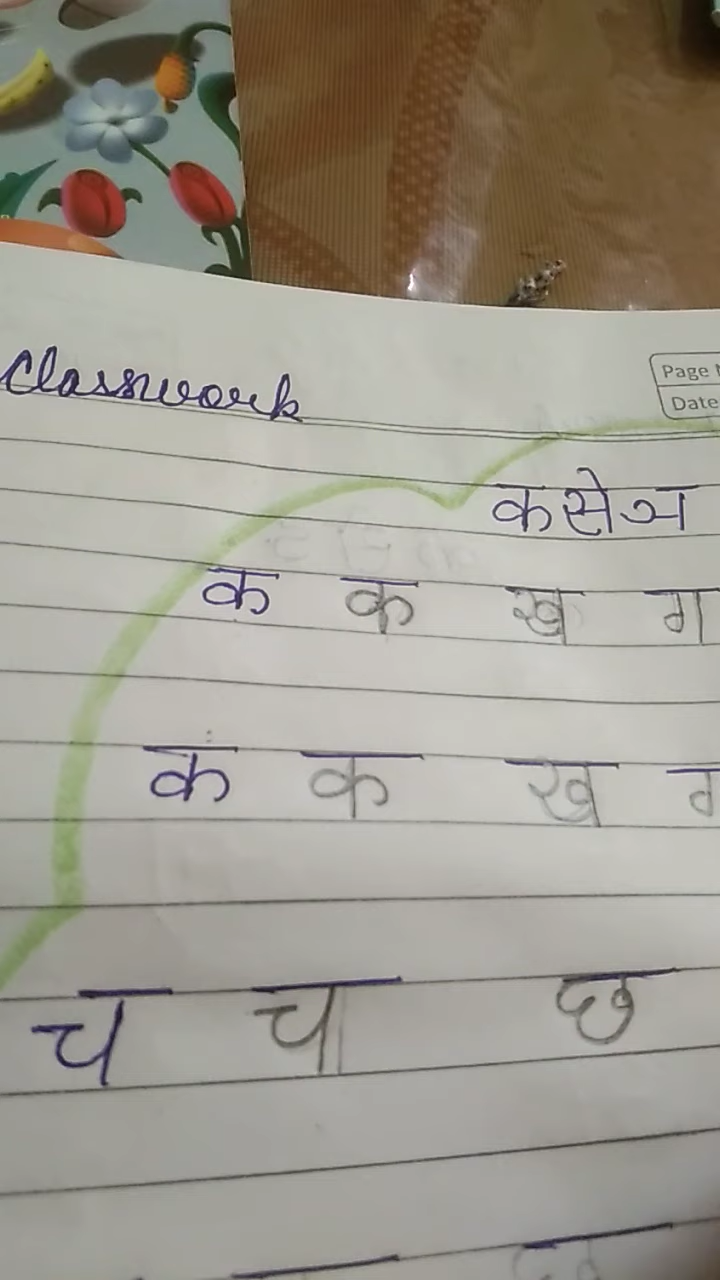 Classwork
Page
Date
क से ञ
क क ख ग
क क ख ग
च च छ